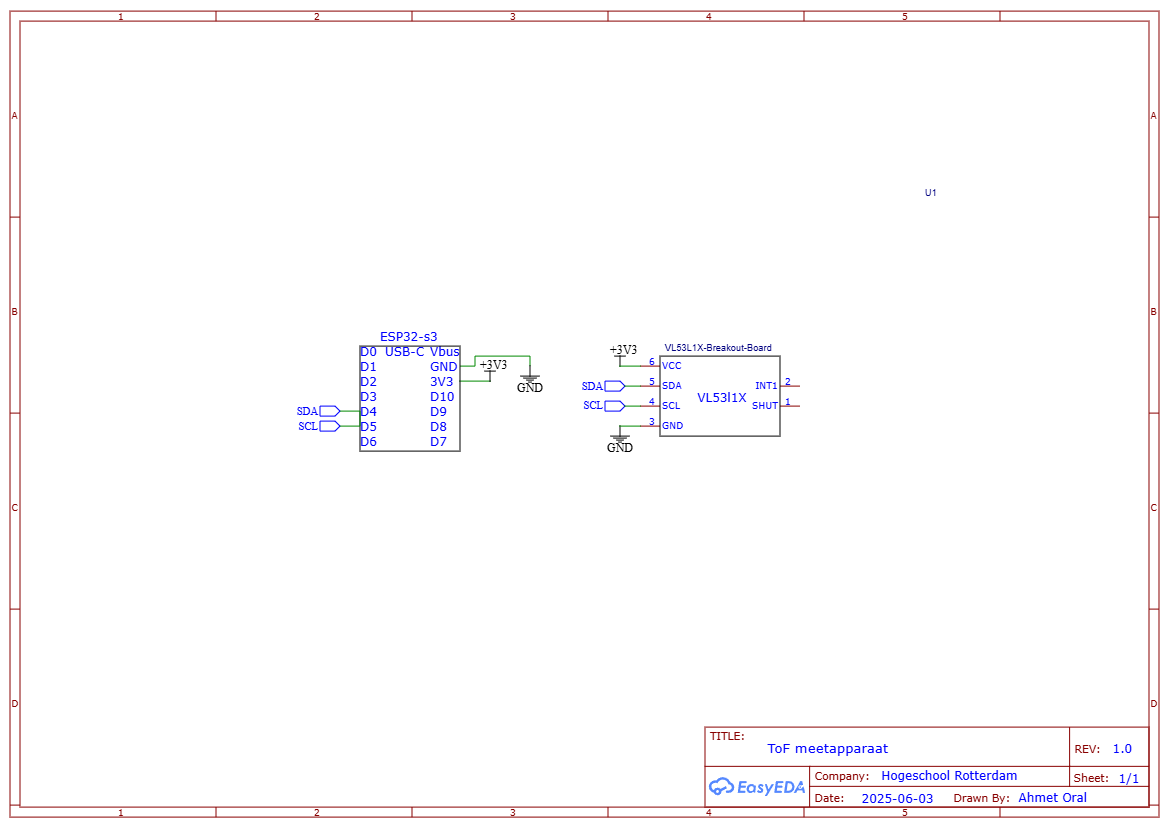 1 2 3 4 5
A A
U1
B B
ESP32-s3
D0 USB-C Vbus
D1 GND
D2 3V3
D3 D10
SDA D4 D9
SCL D5 D8
D6 D7
+3V3
GND
+3V3 VL53L1X-Breakout-Board
6 VCC
SDA 5 SDA INT1 2
VL53l1X
SCL 4 SCL SHUT 1
3 GND
GND
C C
D D
TITLE:
ToF meetapparaat
REV: 1.0
EasyEDA
Company: Hogeschool Rotterdam
Sheet: 1/1
Date: 2025-06-03 Drawn By: Ahmet Oral
1 2 3 4 5